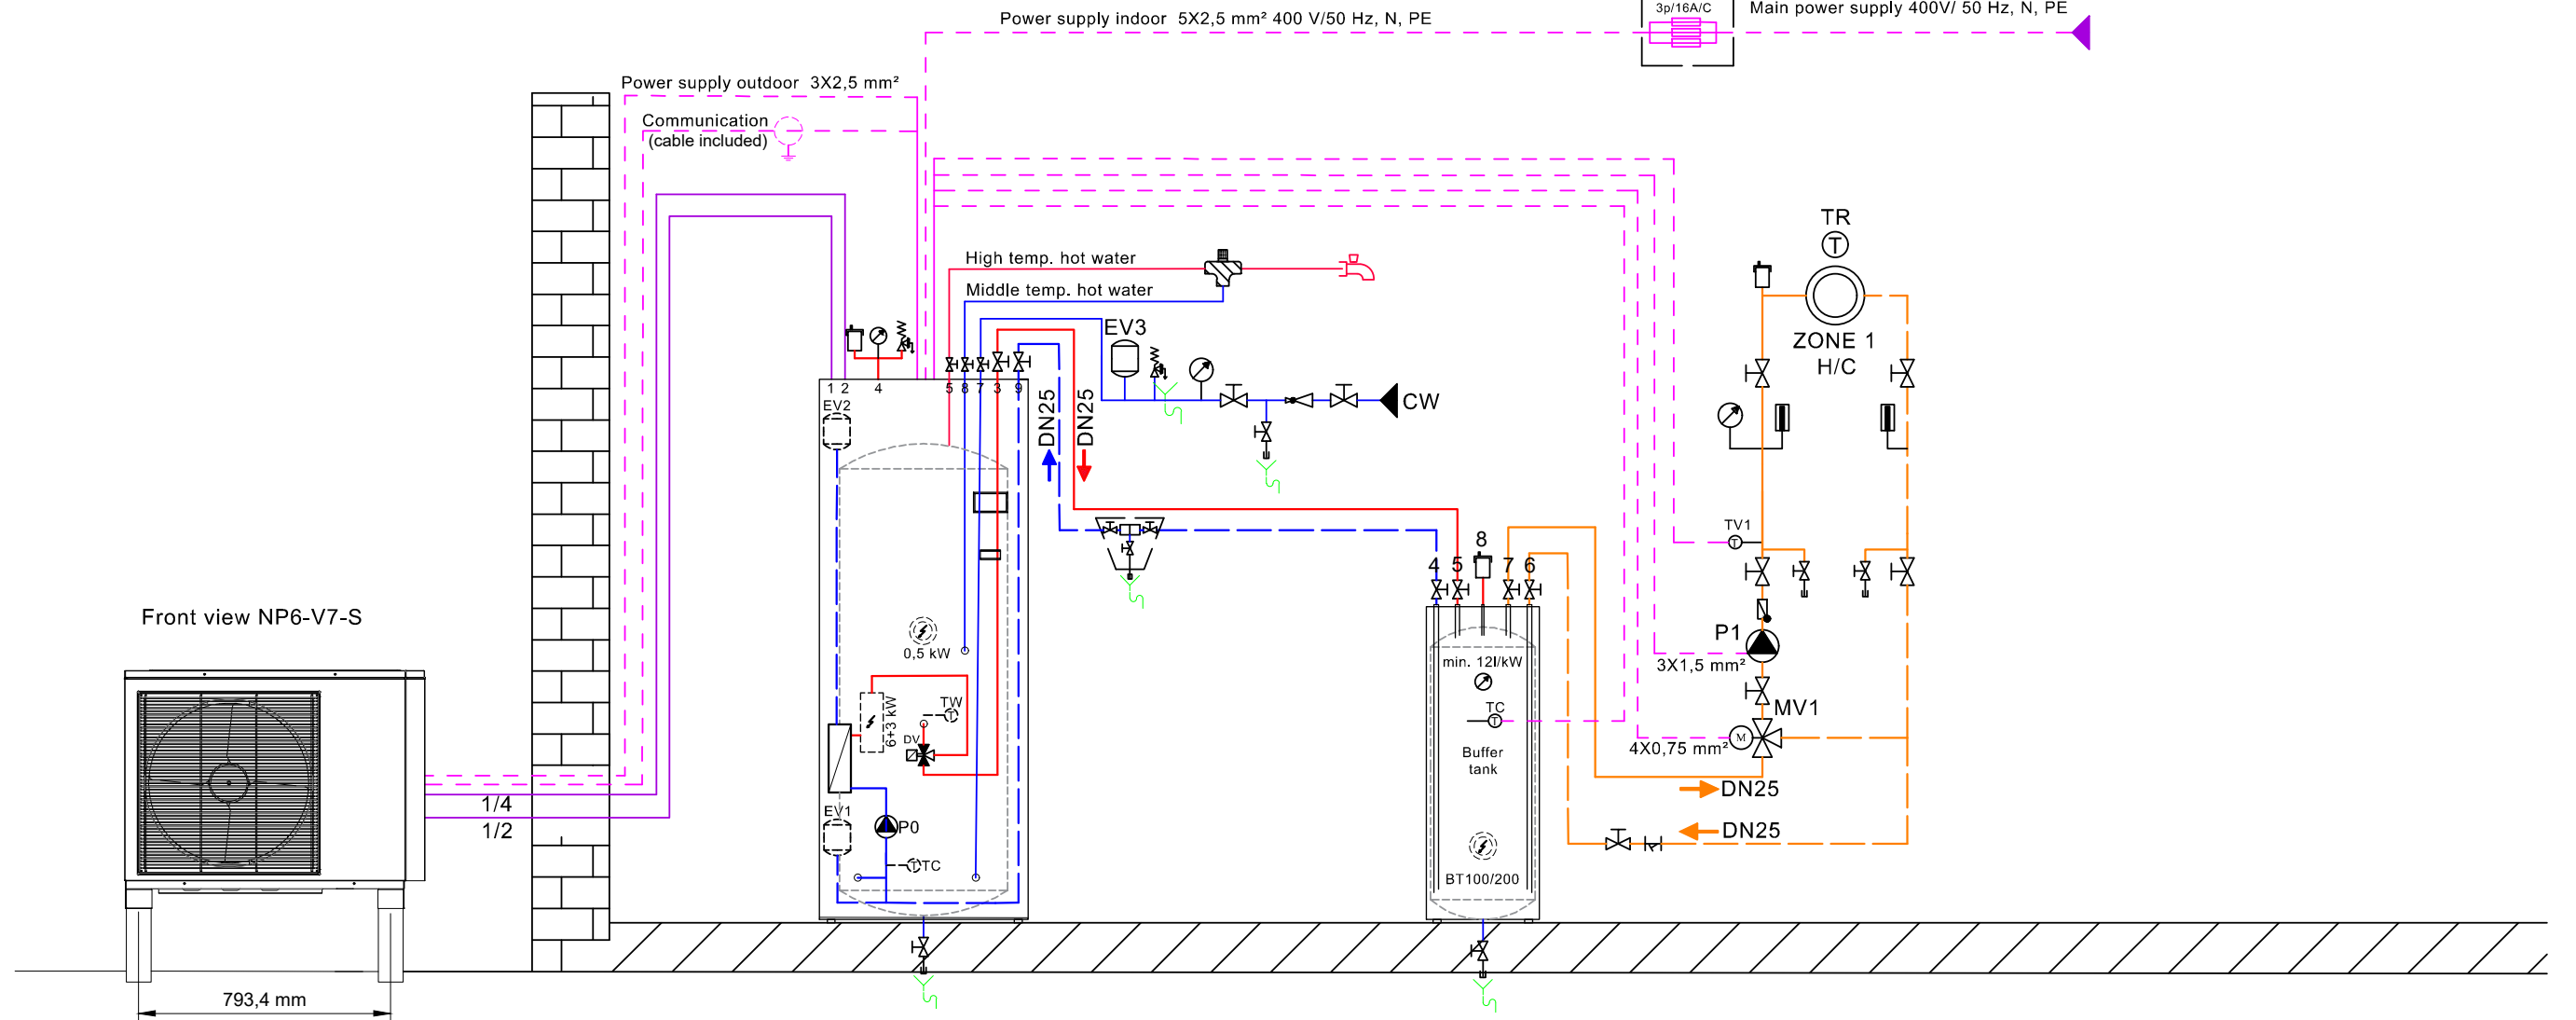 3p/16A/C
Main power supply 400V/ 50 Hz, N, PE
Power supply indoor 5X2,5 mm² 400 V/50 Hz, N, PE
Power supply outdoor 3X2,5 mm²
Communication
(cable included)
TR
T
ZONE 1
H/C
High temp. hot water
Middle temp. hot water
EV3
CW
1 2 4 5 8 7 3 9
EV2
DN25
DN25
TV1
T
8
4 5 7 6
Front view NP6-V7-S
0,5 kW
P1
3X1,5 mm²
min. 12l/kW
TW
T
6+3 kW
DV
TC
T
MV1
M
4X0,75 mm²
Buffer
tank
DN25
1/4
1/2
EV1
P0
T
TC
DN25
BT100/200
793,4 mm